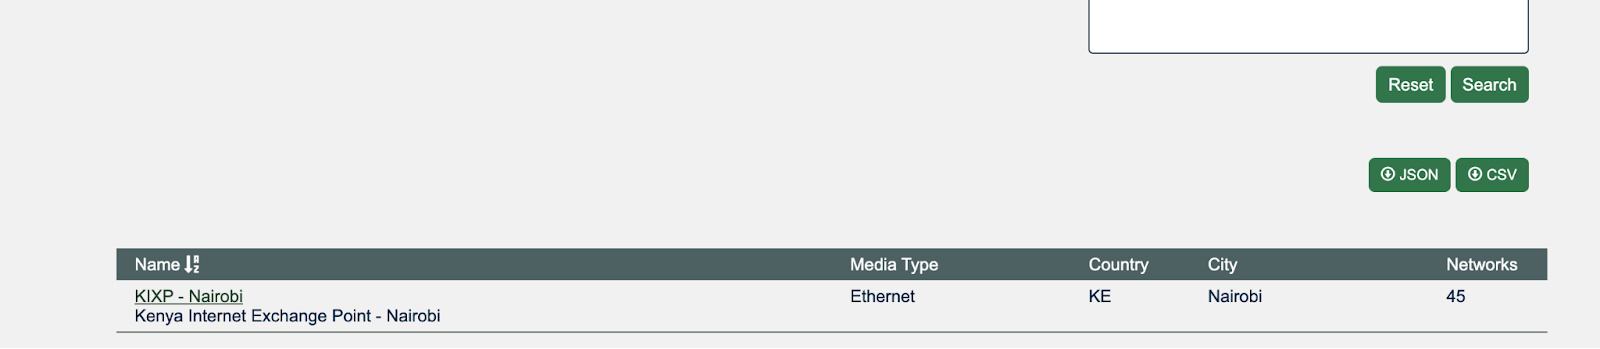 Reset Search
JSON CSV
Name Media Type Country City Networks
KIXP - Nairobi Ethernet KE Nairobi 45
Kenya Internet Exchange Point - Nairobi